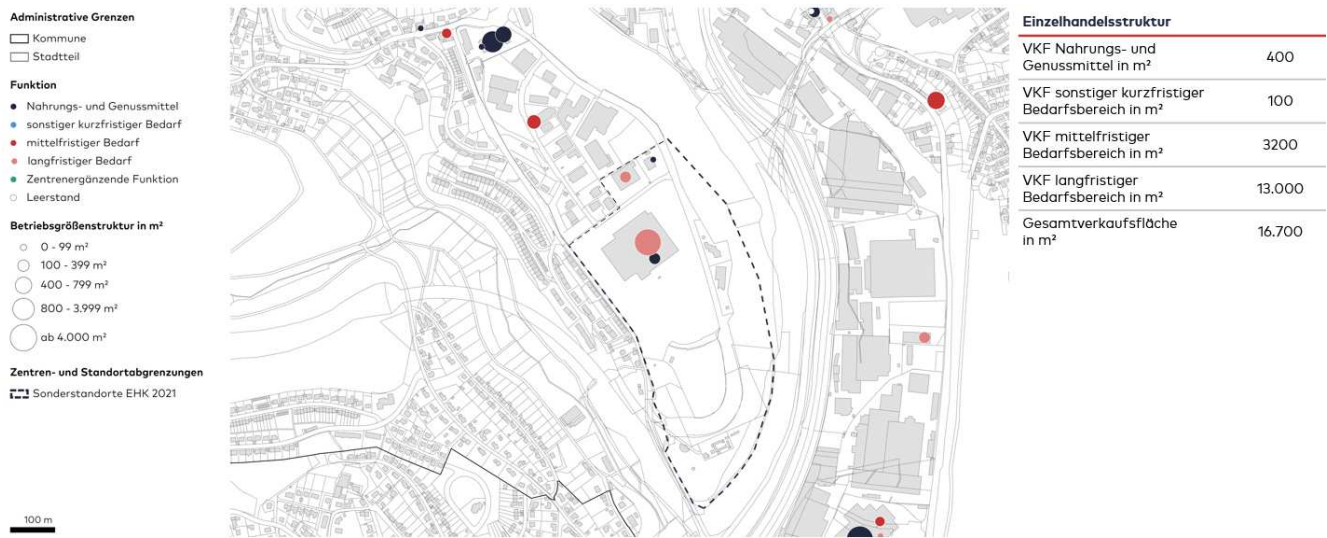 Administrative Grenzen
Kommune
Stadtteil
Funktion
Nahrungs- und Genussmittel
sonstiger kurzfristiger Bedarf
mittelfristiger Bedarf
langfristiger Bedarf
Zentrenergänzende Funktion
Leerstand
Betriebsgrößenstruktur in m²
0 - 99 m²
100 - 399 m²
400 - 799 m²
800 - 3.999 m²
ab 4.000 m²
Zentren- und Standortabgrenzungen
Sonderstandorte EHK 2021
100 m
Einzelhandelsstruktur
VKF Nahrungs- und
Genussmittel in m² 400
VKF sonstiger kurzfristiger
Bedarfsbereich in m² 100
VKF mittelfristiger
Bedarfsbereich in m² 3200
VKF langfristiger
Bedarfsbereich in m² 13.000
Gesamtverkaufsfläche
in m² 16.700